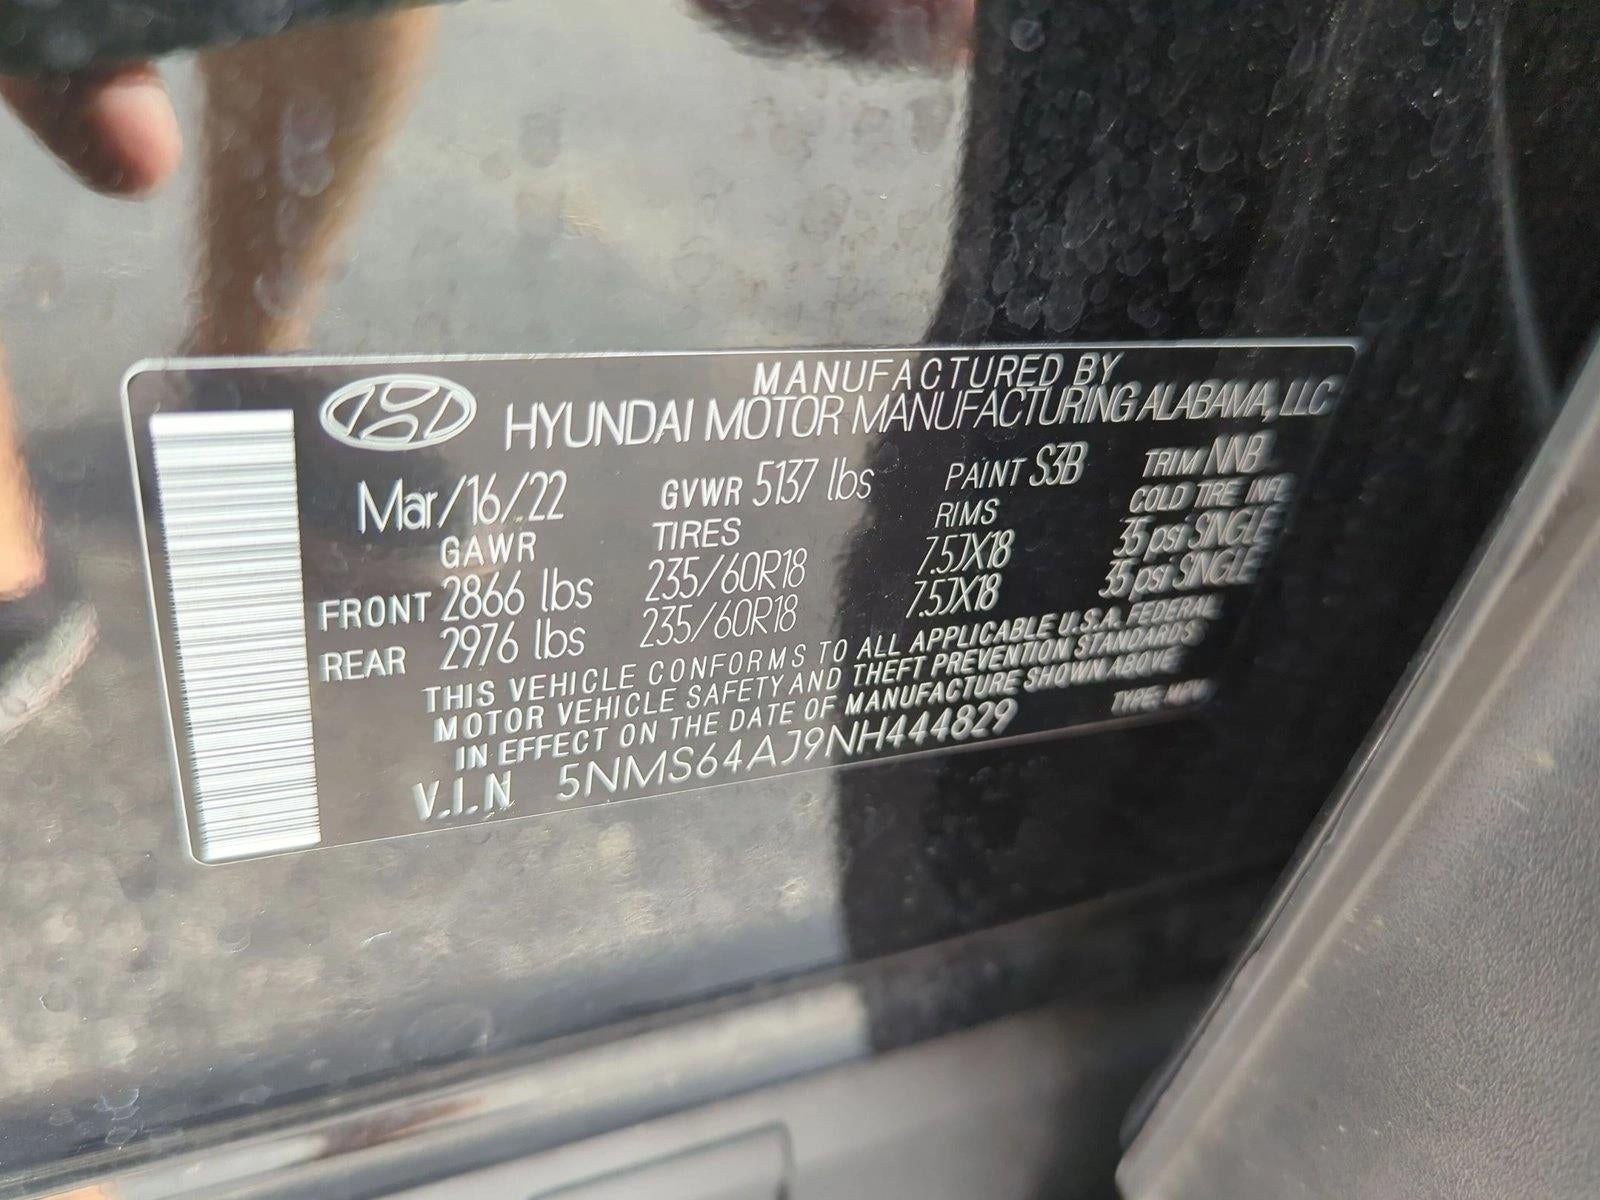 MANUFACTURED BY
HYUNDAI MOTOR MANUFACTURING ALABAMA, LLC
Mar/16/22 GVWR 5137 lbs PAINT S3B TRIM NNB
GAWR TIRES RIMS COLD TIRE INFL
FRONT 2866 lbs 235/60R18 7.5JX18 35 psi SINGLE
REAR 2976 lbs 235/60R18 7.5JX18 35 psi SINGLE
THIS VEHICLE CONFORMS TO ALL APPLICABLE U.S.A. FEDERAL
MOTOR VEHICLE SAFETY AND THEFT PREVENTION STANDARDS
IN EFFECT ON THE DATE OF MANUFACTURE SHOWN ABOVE
V.I.N 5NMS64AJ9NH444829 TYPE: MPV